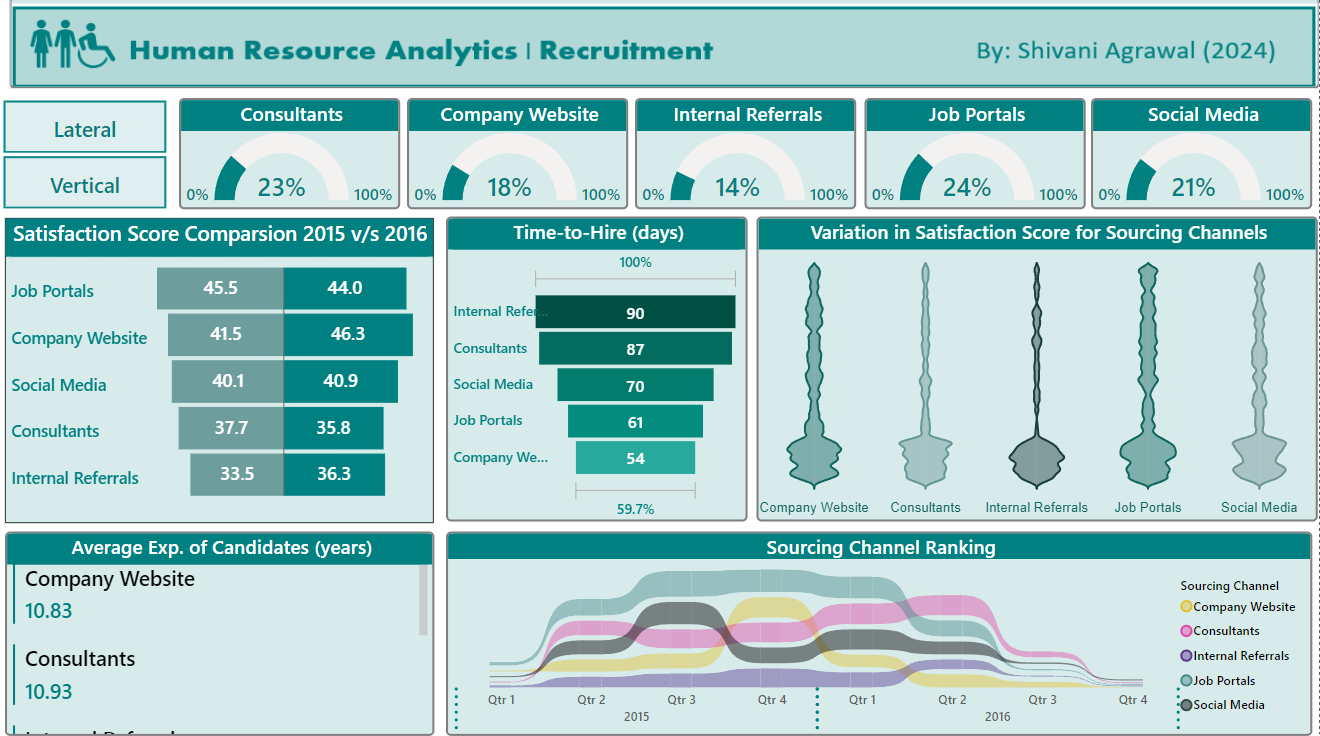 Human Resource Analytics | Recruitment
By: Shivani Agrawal (2024)
Lateral
Vertical
Consultants
0%
23%
100%
Company Website
0%
18%
100%
Internal Referrals
0%
14%
100%
Job Portals
0%
24%
100%
Social Media
0%
21%
100%
Satisfaction Score Comparsion 2015 v/s 2016
Job Portals 45.5 44.0
Company Website 41.5 46.3
Social Media 40.1 40.9
Consultants 37.7 35.8
Internal Referrals 33.5 36.3
Time-to-Hire (days)
100%
Internal Refer... 90
Consultants 87
Social Media 70
Job Portals 61
Company We... 54
59.7%
Variation in Satisfaction Score for Sourcing Channels
Company Website Consultants Internal Referrals Job Portals Social Media
Average Exp. of Candidates (years)
Company Website
10.83
Consultants
10.93
Sourcing Channel Ranking
Qtr 1 Qtr 2 Qtr 3 Qtr 4 Qtr 1 Qtr 2 Qtr 3 Qtr 4
2015 2016
Sourcing Channel
Company Website
Consultants
Internal Referrals
Job Portals
Social Media